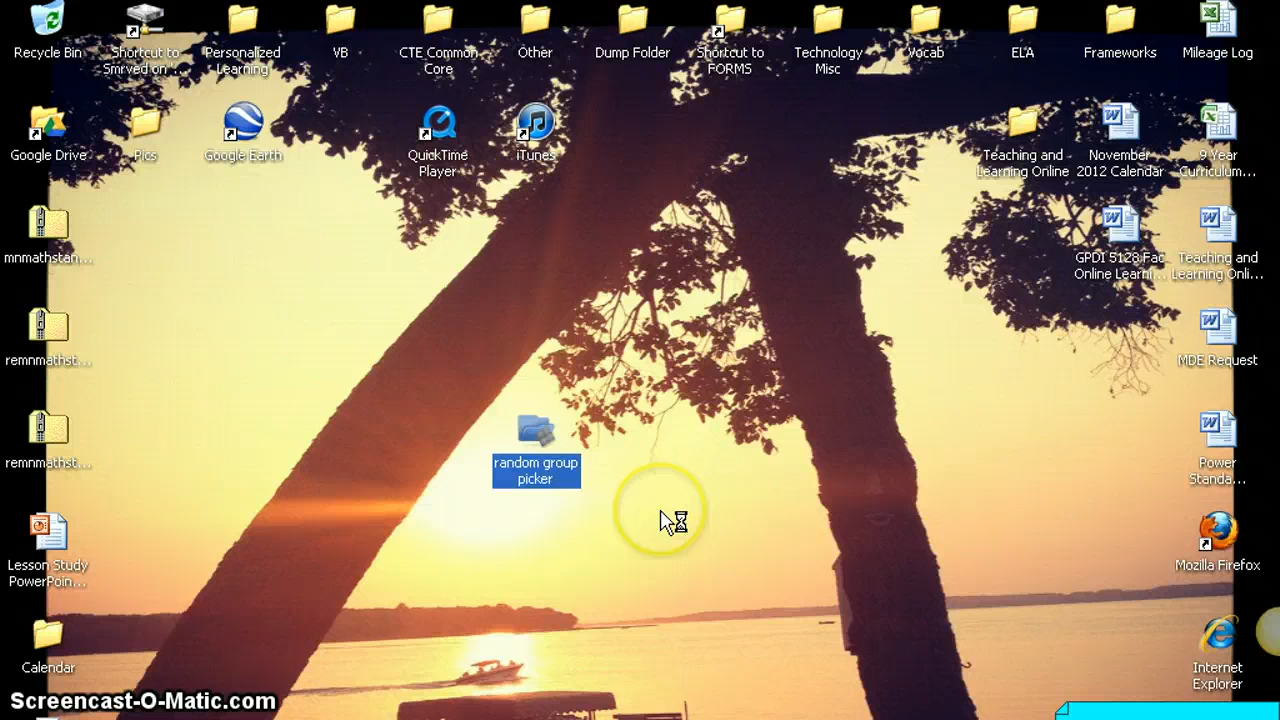 Recycle Bin
Shortcut to
Smrved on '...
Personalized
Learning
VB
CTE Common
Core
Other
Dump Folder
Shortcut to
FORMS
Technology
Misc
Vocab
ELA
Frameworks
Mileage Log
Google Drive
Pics
Google Earth
QuickTime
Player
iTunes
Teaching and
Learning Online
November
2012 Calendar
9 Year
Curriculum...
mnmathstan...
GPDI 5128 Fac
Online Learni...
Teaching and
Learning Onli...
remnmathst...
MDE Request
random group
picker
remnmathst...
Power
Standa...
Lesson Study
PowerPoin...
Mozilla Firefox
Calendar
Internet
Explorer
Screencast-O-Matic.com